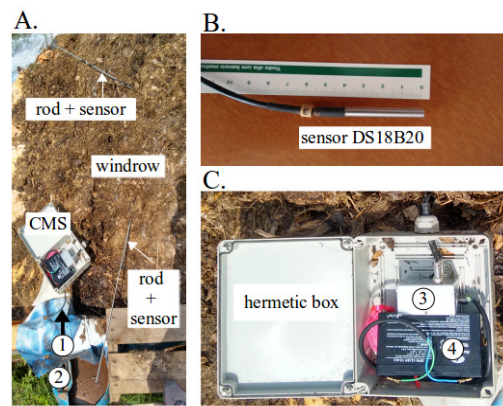 A.
rod + sensor
windrow
CMS
rod
+
sensor
1
2
B.
sensor DS18B20
C.
hermetic box
3
4